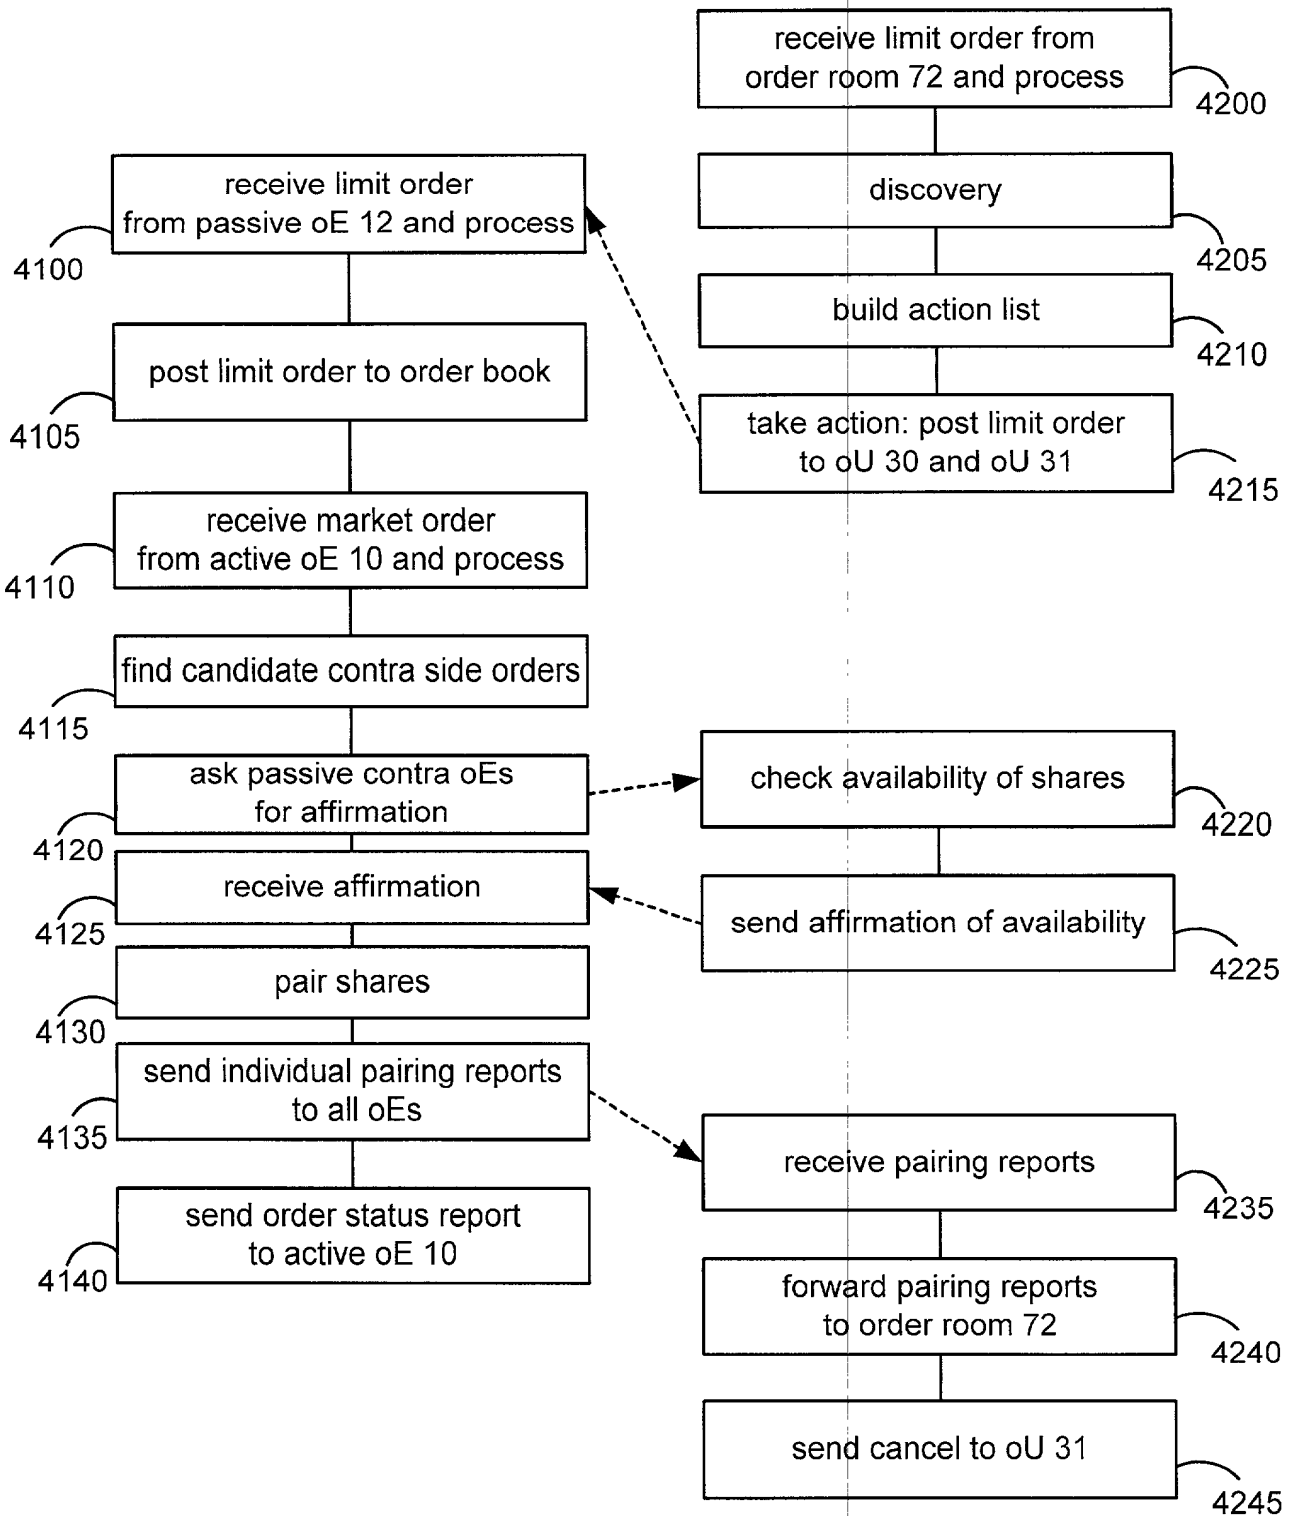 receive limit order from
order room 72 and process
4200
discovery
4205
build action list
4210
take action: post limit order
to oU 30 and oU 31
4215
receive limit order
from passive oE 12 and process
4100
post limit order to order book
4105
receive market order
from active oE 10 and process
4110
find candidate contra side orders
4115
ask passive contra oEs
for affirmation
4120
check availability of shares
4220
receive affirmation
4125
send affirmation of availability
4225
pair shares
4130
send individual pairing reports
to all oEs
4135
receive pairing reports
4235
send order status report
to active oE 10
4140
forward pairing reports
to order room 72
4240
send cancel to oU 31
4245